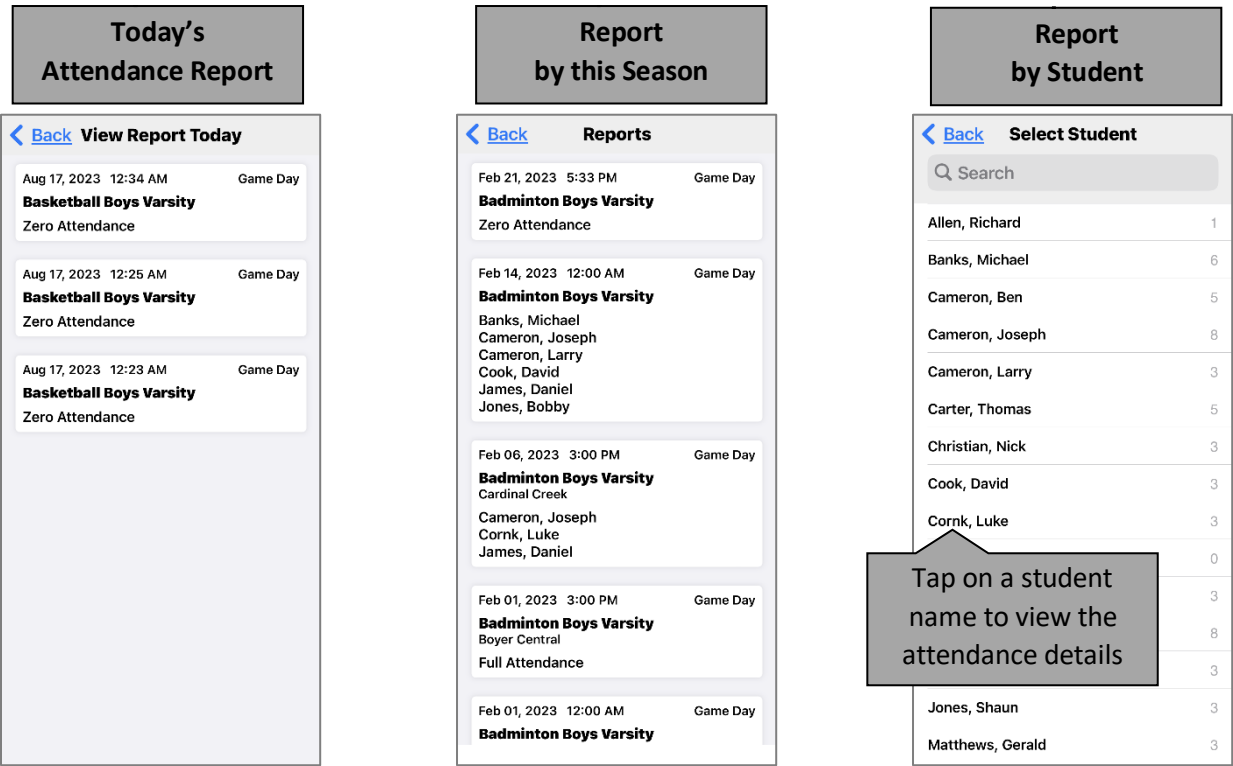 Today’s
Attendance Report
Back View Report Today
Aug 17, 2023 12:34 AM Game Day
Basketball Boys Varsity
Zero Attendance
Aug 17, 2023 12:25 AM Game Day
Basketball Boys Varsity
Zero Attendance
Aug 17, 2023 12:23 AM Game Day
Basketball Boys Varsity
Zero Attendance
Report
by this Season
Back Reports
Feb 21, 2023 5:33 PM Game Day
Badminton Boys Varsity
Zero Attendance
Feb 14, 2023 12:00 AM Game Day
Badminton Boys Varsity
Banks, Michael
Cameron, Joseph
Cameron, Larry
Cook, David
James, Daniel
Jones, Bobby
Feb 06, 2023 3:00 PM Game Day
Badminton Boys Varsity
Cardinal Creek
Cameron, Joseph
Cornk, Luke
James, Daniel
Feb 01, 2023 3:00 PM Game Day
Badminton Boys Varsity
Boyer Central
Full Attendance
Feb 01, 2023 12:00 AM Game Day
Badminton Boys Varsity
Report
by Student
Back Select Student
Search
Allen, Richard 1
Banks, Michael 6
Cameron, Ben 5
Cameron, Joseph 8
Cameron, Larry 3
Carter, Thomas 5
Christian, Nick 3
Cook, David 3
Cornk, Luke 3
0
Tap on a student
name to view the
attendance details
3
8
3
Jones, Shaun 3
Matthews, Gerald 3